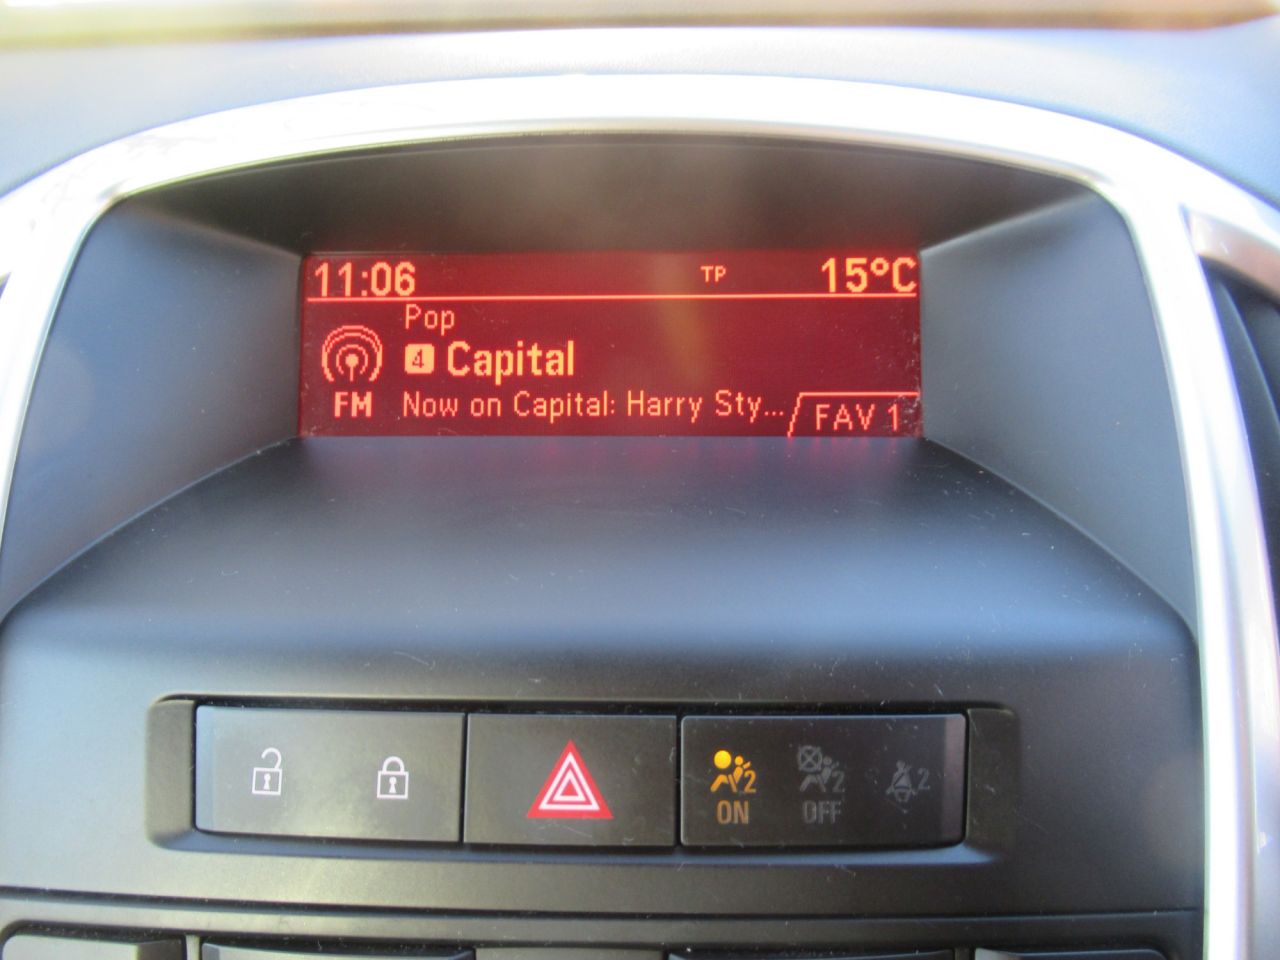 11:06 TP 15°C
Pop
4 Capital
FM Now on Capital: Harry Sty... FAV 1
2 2 2
ON OFF